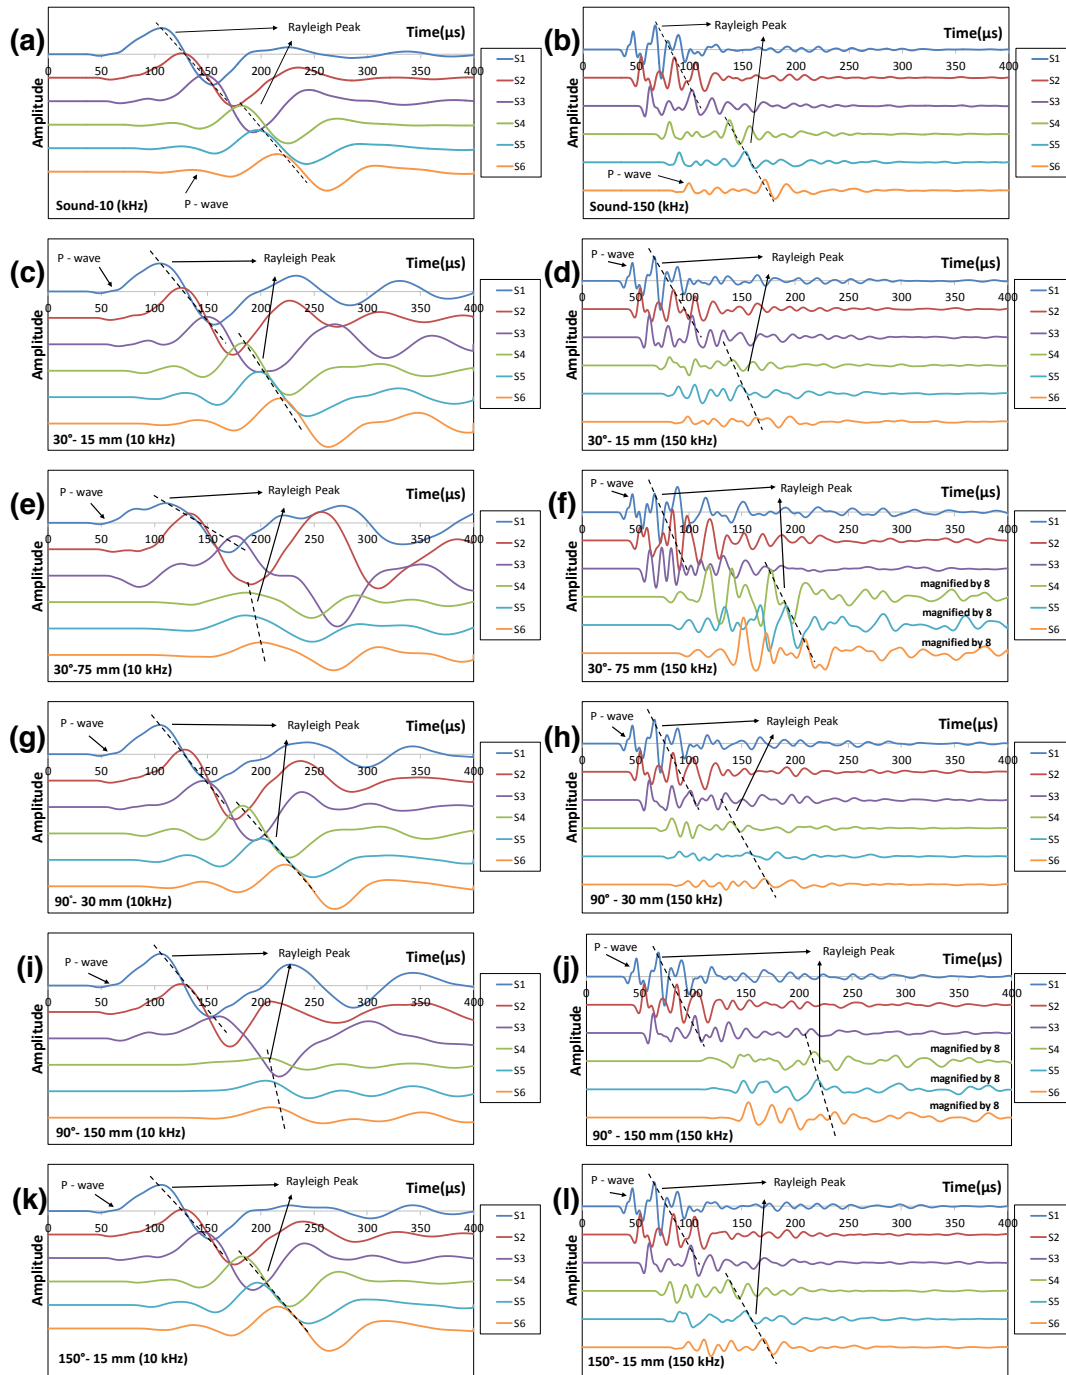 (a)
Rayleigh Peak
Time(μs)
0 50 100 150 200 250 300 350 400
Amplitude
P - wave
Sound-10 (kHz)
S1
S2
S3
S4
S5
S6
(b)
Rayleigh Peak
Time(μs)
0 50 100 150 200 250 300 350 400
Amplitude
P - wave
Sound-150 (kHz)
S1
S2
S3
S4
S5
S6
(c)
P - wave
Rayleigh Peak
Time(μs)
0 50 100 150 200 250 300 350 400
Amplitude
30°- 15 mm (10 kHz)
S1
S2
S3
S4
S5
S6
(d)
P - wave
Rayleigh Peak
Time(μs)
0 50 100 150 200 250 300 350 400
Amplitude
30°- 15 mm (150 kHz)
S1
S2
S3
S4
S5
S6
(e)
P - wave
Rayleigh Peak
Time(μs)
0 50 100 150 200 250 300 350 400
Amplitude
30°-75 mm (10 kHz)
S1
S2
S3
S4
S5
S6
(f)
P - wave
Rayleigh Peak
Time(μs)
0 50 100 150 200 250 300 350 400
Amplitude
magnified by 8
magnified by 8
magnified by 8
30°- 75 mm (150 kHz)
S1
S2
S3
S4
S5
S6
(g)
P - wave
Rayleigh Peak
Time(μs)
0 50 100 150 200 250 300 350 400
Amplitude
90°- 30 mm (10kHz)
S1
S2
S3
S4
S5
S6
(h)
P - wave
Rayleigh Peak
Time(μs)
0 50 100 150 200 250 300 350 400
Amplitude
90° - 30 mm (150 kHz)
S1
S2
S3
S4
S5
S6
(i)
P - wave
Rayleigh Peak
Time(μs)
0 50 100 150 200 250 300 350 400
Amplitude
90°- 150 mm (10 kHz)
S1
S2
S3
S4
S5
S6
(j)
P - wave
Rayleigh Peak
Time(μs)
0 50 100 150 200 250 300 350 400
Amplitude
magnified by 8
magnified by 8
magnified by 8
90° - 150 mm (150 kHz)
S1
S2
S3
S4
S5
S6
(k)
P - wave
Rayleigh Peak
Time(μs)
0 50 100 150 200 250 300 350 400
Amplitude
150°- 15 mm (10 kHz)
S1
S2
S3
S4
S5
S6
(l)
P - wave
Rayleigh Peak
Time(μs)
0 50 100 150 200 250 300 350 400
Amplitude
150°- 15 mm (150 kHz)
S1
S2
S3
S4
S5
S6